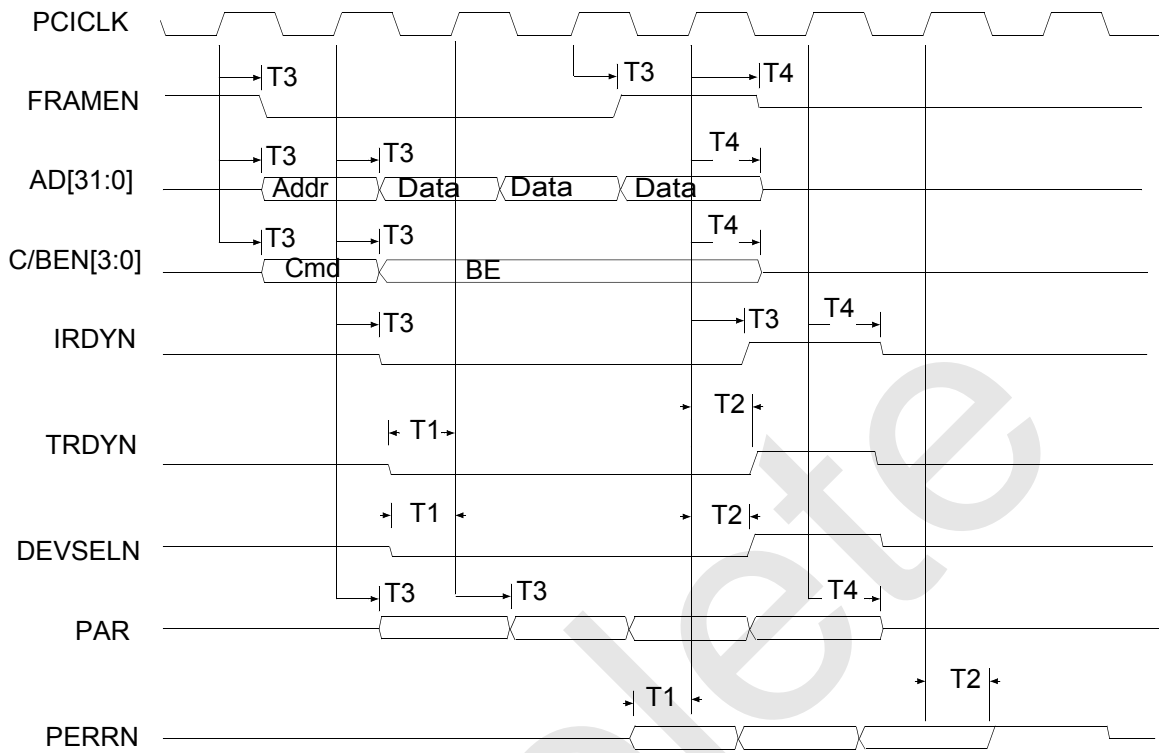 PCICLK
T3 T3 T4
FRAMEN
T3 T3 T4
AD[31:0]
Addr Data Data Data
T3 T3 T4
C/BEN[3:0]
Cmd BE
T3 T3 T4
IRDYN
T2
T1
TRDYN
T1 T2
DEVSELN
T3 T3 T4
PAR
T2
T1
PERRN